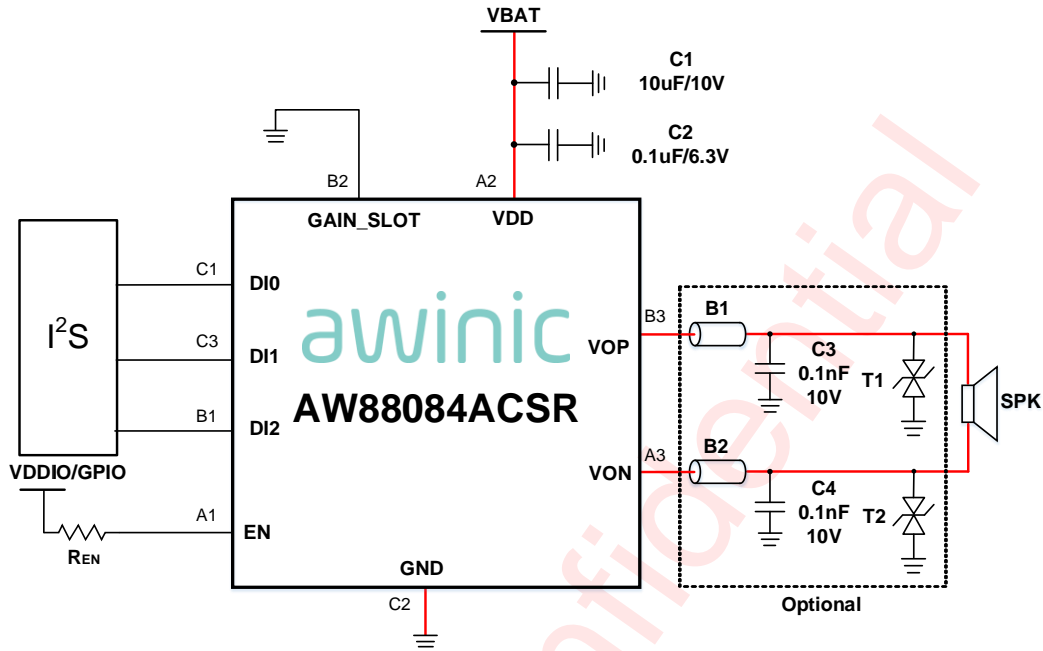 VBAT
C1
10uF/10V
C2
0.1uF/6.3V
B2
A2
GAIN_SLOT
VDD
I²S
C1
DI0
C3
DI1
B1
DI2
awinic
AW88084ACSR
VDDIO/GPIO
REN
A1
EN
GND
C2
B3
VOP
A3
VON
B1
C3
0.1nF
10V
T1
B2
C4
0.1nF
10V
T2
SPK
Optional
nfidential